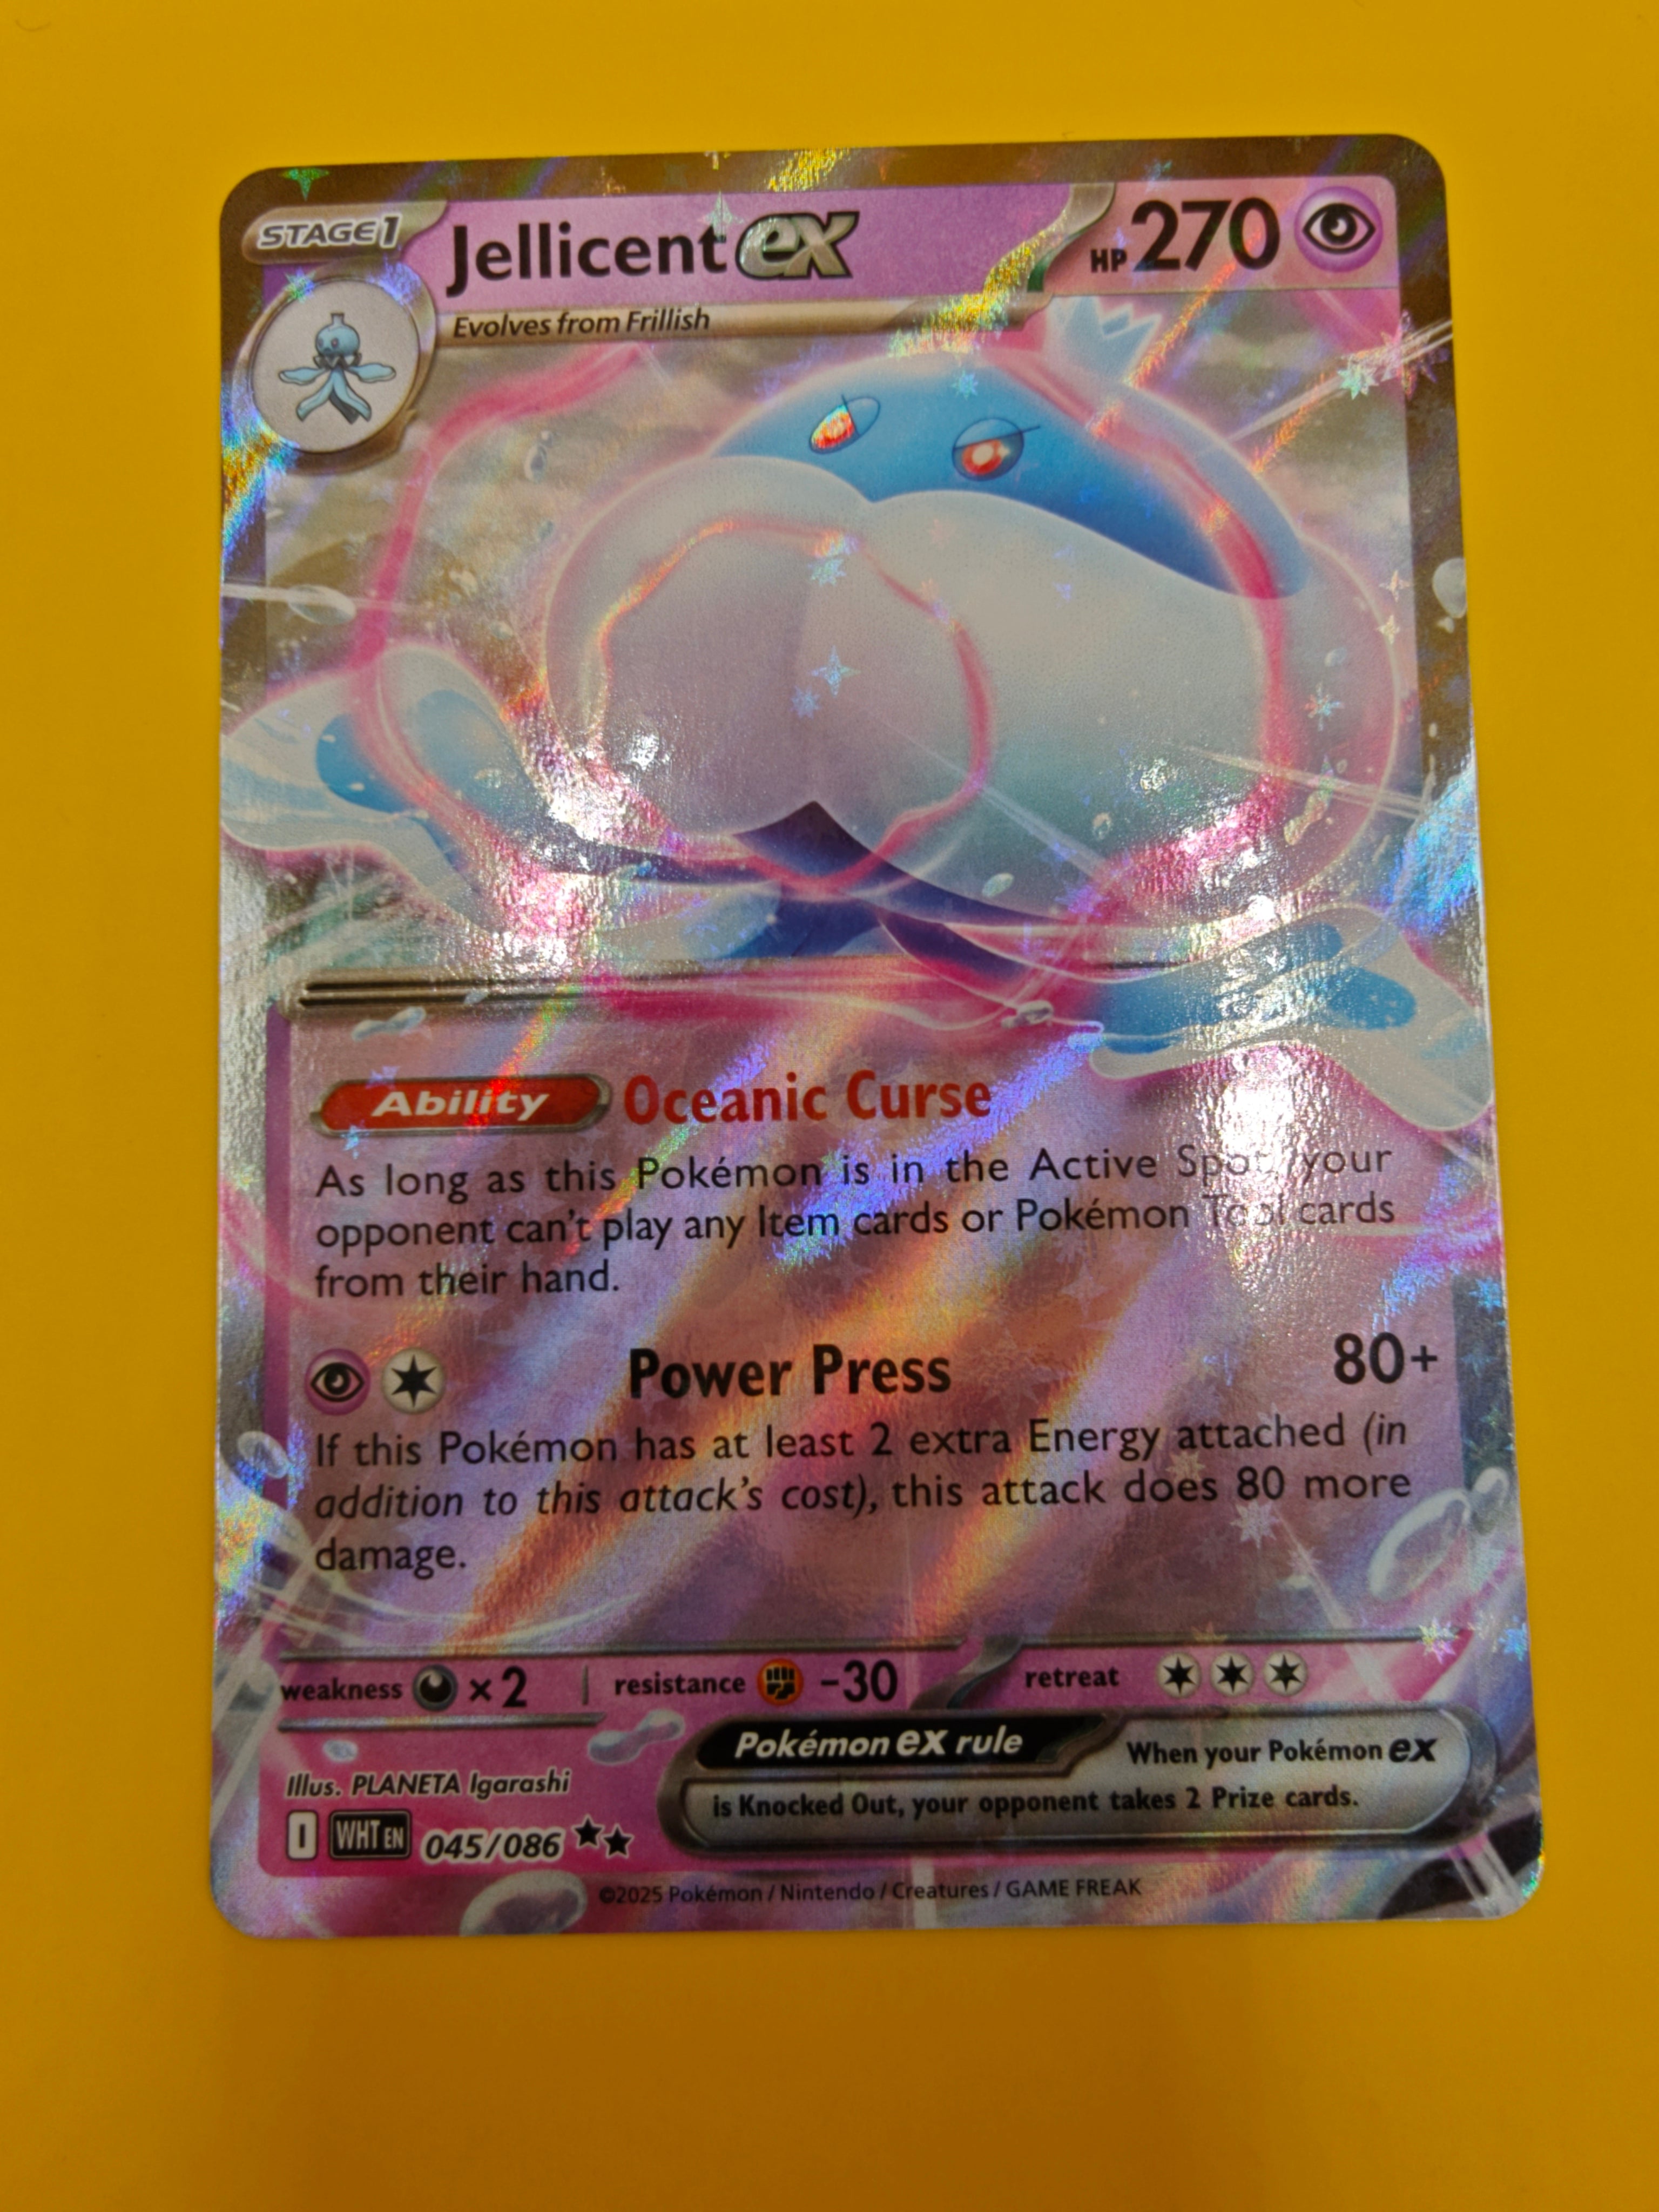 STAGE 1
Jellicent ex
HP 270
Evolves from Frillish
Ability Oceanic Curse
As long as this Pokémon is in the Active Spot, your
opponent can't play any Item cards or Pokémon Tool cards
from their hand.
Power Press 80+
If this Pokémon has at least 2 extra Energy attached (in
addition to this attack's cost), this attack does 80 more
damage.
weakness ×2 resistance -30 retreat
Pokémon ex rule When your Pokémon ex
is Knocked Out, your opponent takes 2 Prize cards.
Illus. PLANETA Igarashi
I WHT EN 045/086 ★★
©2025 Pokémon / Nintendo / Creatures / GAME FREAK